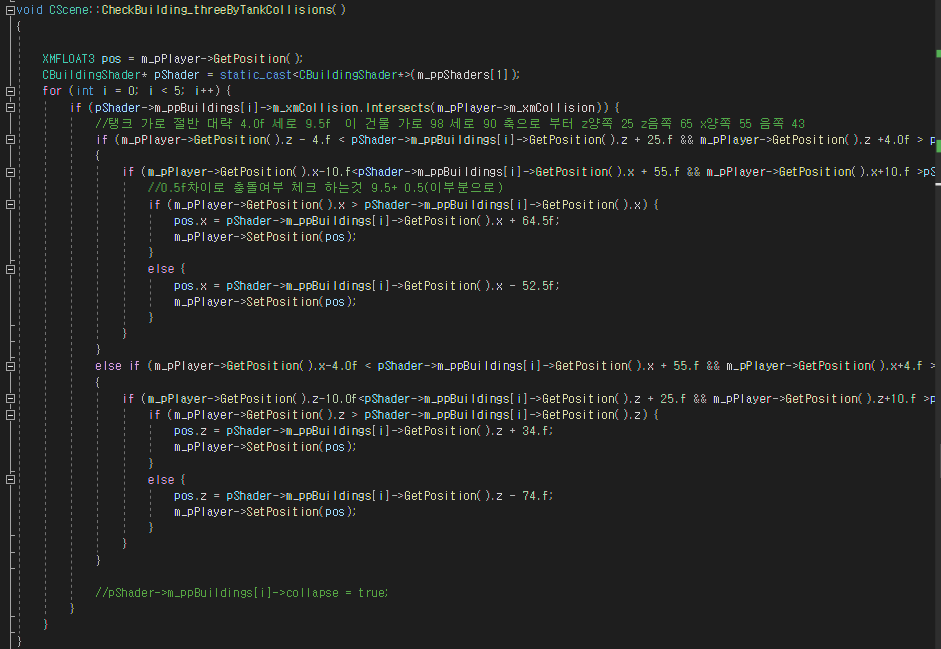 void CScene::CheckBuilding_threeByTankCollisions()
{
XMFLOAT3 pos = m_pPlayer->GetPosition();
CBuildingShader* pShader = static_cast<CBuildingShader*>(m_ppShaders[1]);
for (int i = 0; i < 5; i++) {
if (pShader->m_ppBuildings[i]->m_xmCollision.Intersects(m_pPlayer->m_xmCollision)) {
//탱크 가로 절반 대략 4.0f 세로 9.5f 이 건물 가로 98 세로 90 축으로 부터 z양쪽 25 z음쪽 65 x양쪽 55 음쪽 43
if (m_pPlayer->GetPosition().z - 4.f < pShader->m_ppBuildings[i]->GetPosition().z + 25.f && m_pPlayer->GetPosition().z +4.0f > p
{
if (m_pPlayer->GetPosition().x-10.f<pShader->m_ppBuildings[i]->GetPosition().x + 55.f && m_pPlayer->GetPosition().x+10.f >pS
//0.5f차이로 충돌여부 체크 하는것 9.5+ 0.5(이부분으로)
if (m_pPlayer->GetPosition().x > pShader->m_ppBuildings[i]->GetPosition().x) {
pos.x = pShader->m_ppBuildings[i]->GetPosition().x + 64.5f;
m_pPlayer->SetPosition(pos);
}
else {
pos.x = pShader->m_ppBuildings[i]->GetPosition().x - 52.5f;
m_pPlayer->SetPosition(pos);
}
}
}
else if (m_pPlayer->GetPosition().x-4.0f < pShader->m_ppBuildings[i]->GetPosition().x + 55.f && m_pPlayer->GetPosition().x+4.f >
{
if (m_pPlayer->GetPosition().z-10.0f<pShader->m_ppBuildings[i]->GetPosition().z + 25.f && m_pPlayer->GetPosition().z+10.f >p
if (m_pPlayer->GetPosition().z > pShader->m_ppBuildings[i]->GetPosition().z) {
pos.z = pShader->m_ppBuildings[i]->GetPosition().z + 34.f;
m_pPlayer->SetPosition(pos);
}
else {
pos.z = pShader->m_ppBuildings[i]->GetPosition().z - 74.f;
m_pPlayer->SetPosition(pos);
}
}
}
//pShader->m_ppBuildings[i]->collapse = true;
}
}
}